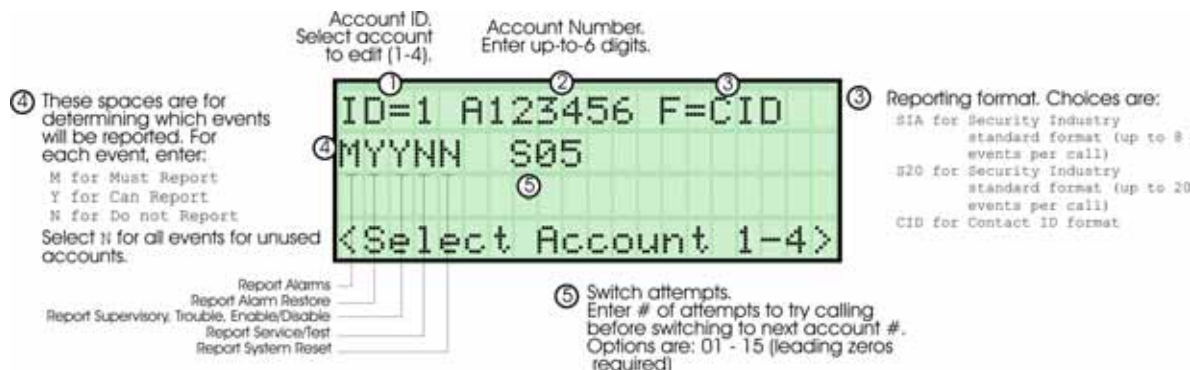 Account ID.
Select account
to edit (1-4).
Account Number.
Enter up-to-6 digits.
① ② ③
④ These spaces are for
determining which events
will be reported. For
each event, enter:
M for Must Report
Y for Can Report
N for Do not Report
Select N for all events for unused
accounts.
ID=1 A123456 F=CID
④
MYYNN S05
⑤
<Select Account 1-4>
③ Reporting format. Choices are:
SIA for Security Industry
standard format (up to 8
events per call)
S20 for Security Industry
standard format (up to 20
events per call)
CID for Contact ID format
Report Alarms
Report Alarm Restore
Report Supervisory, Trouble, Enable/Disable
Report Service/Test
Report System Reset
⑤ Switch attempts.
Enter # of attempts to try calling
before switching to next account #.
Options are: 01 - 15 (leading zeros
required)